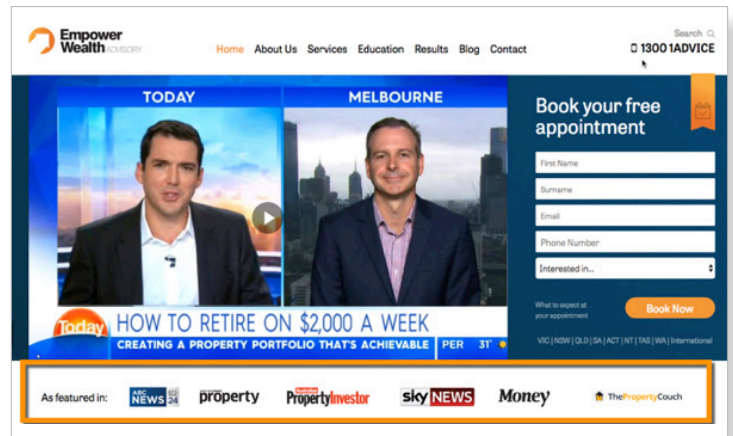 Empower
Wealth ADVISORY
Home About Us Services Education Results Blog Contact
Search
1300 1ADVICE
TODAY
MELBOURNE
Today
HOW TO RETIRE ON $2,000 A WEEK
CREATING A PROPERTY PORTFOLIO THAT'S ACHIEVABLE
PER 31°
Book your free
appointment
First Name
Surname
Email
Phone Number
Interested in...
What to expect at
your appointment
Book Now
VIC | NSW | QLD | SA | ACT | NT | TAS | WA | International
As featured in:
ABC
NEWS 24
property
PropertyInvestor
sky NEWS
Money
ThePropertyCouch